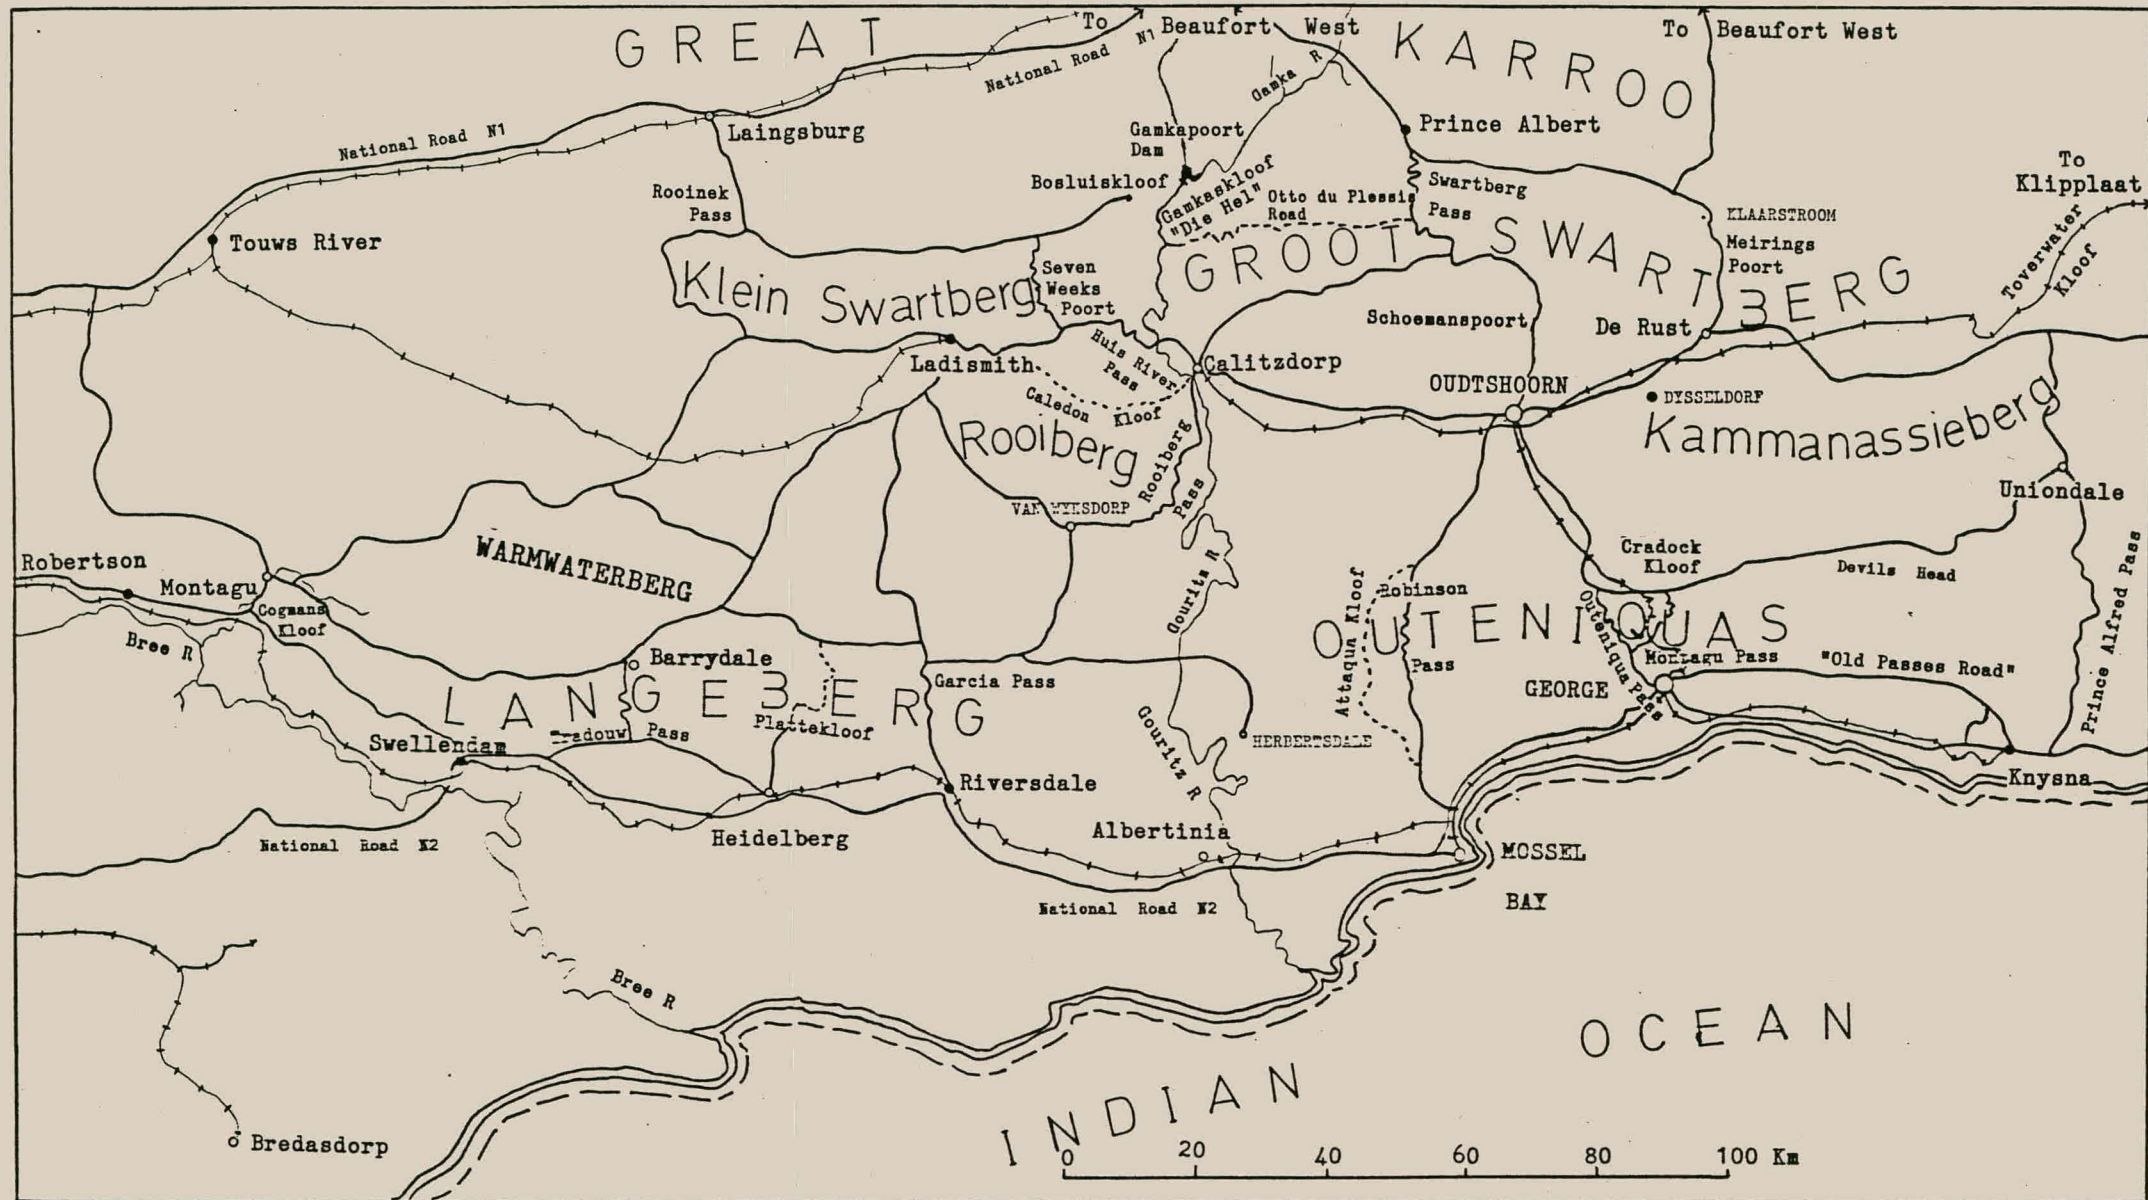 GREAT
To
N1
Beaufort West
KARROO
To Beaufort West
National Road
Gamka R
National Road N1
Laingsburg
Gamkapoort
Dam
Prince Albert
To
Klipplaat
Rooinek
Pass
Bosluiskloof
Gamkaskloof
"Die Hel"
Otto du Plessis
Road
Swartberg
Pass
KLAARSTROOM
Meirings
Poort
Toverwater
Kloof
Touws River
Klein Swartberg
Seven
Weeks
Poort
GROOT SWARTBERG
Schoemanspoort
De Rust
Ladismith
Huis River
Pass
Calitzdorp
OUDTSHOORN
DYSSELDORF
Caledon Kloof
Rooiberg
Rooiberg
Pass
Kammanassieberg
VAN WYKSDORP
Uniondale
WARMWATERBERG
Robertson
Montagu
Cogmans
Kloof
Bree R
Gouritz R
Attaqua Kloof
Robinson
Pass
Cradock
Kloof
Devils Head
Prince Alfred Pass
OUTENIQUAS
Outeniqua Pass
Montagu Pass
"Old Passes Road"
Barrydale
Garcia Pass
GEORGE
LANGEBERG
Tradouw Pass
Plattekloof
Gouritz R
HERBERTSDALE
Swellendam
Riversdale
Knysna
National Road N2
Heidelberg
Albertinia
MOSSEL
BAY
National Road N2
Bree R
INDIAN OCEAN
Bredasdorp
0 20 40 60 80 100 Km